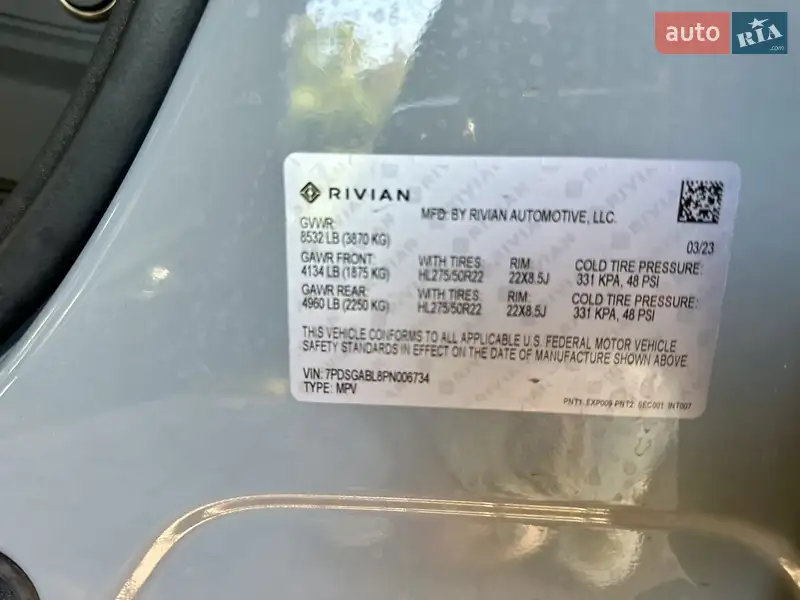 auto RIA.com
RIVIAN
MFD. BY RIVIAN AUTOMOTIVE, LLC.
GVWR:
8532 LB (3870 KG)
03/23
GAWR FRONT: WITH TIRES: RIM: COLD TIRE PRESSURE:
4134 LB (1875 KG) HL275/50R22 22X8.5J 331 KPA, 48 PSI
GAWR REAR: WITH TIRES: RIM: COLD TIRE PRESSURE:
4960 LB (2250 KG) HL275/50R22 22X8.5J 331 KPA, 48 PSI
THIS VEHICLE CONFORMS TO ALL APPLICABLE U.S. FEDERAL MOTOR VEHICLE
SAFETY STANDARDS IN EFFECT ON THE DATE OF MANUFACTURE SHOWN ABOVE
VIN: 7PDSGABL8PN006734
TYPE: MPV
PNT1: EXP009 PNT2: SEC001 INT007